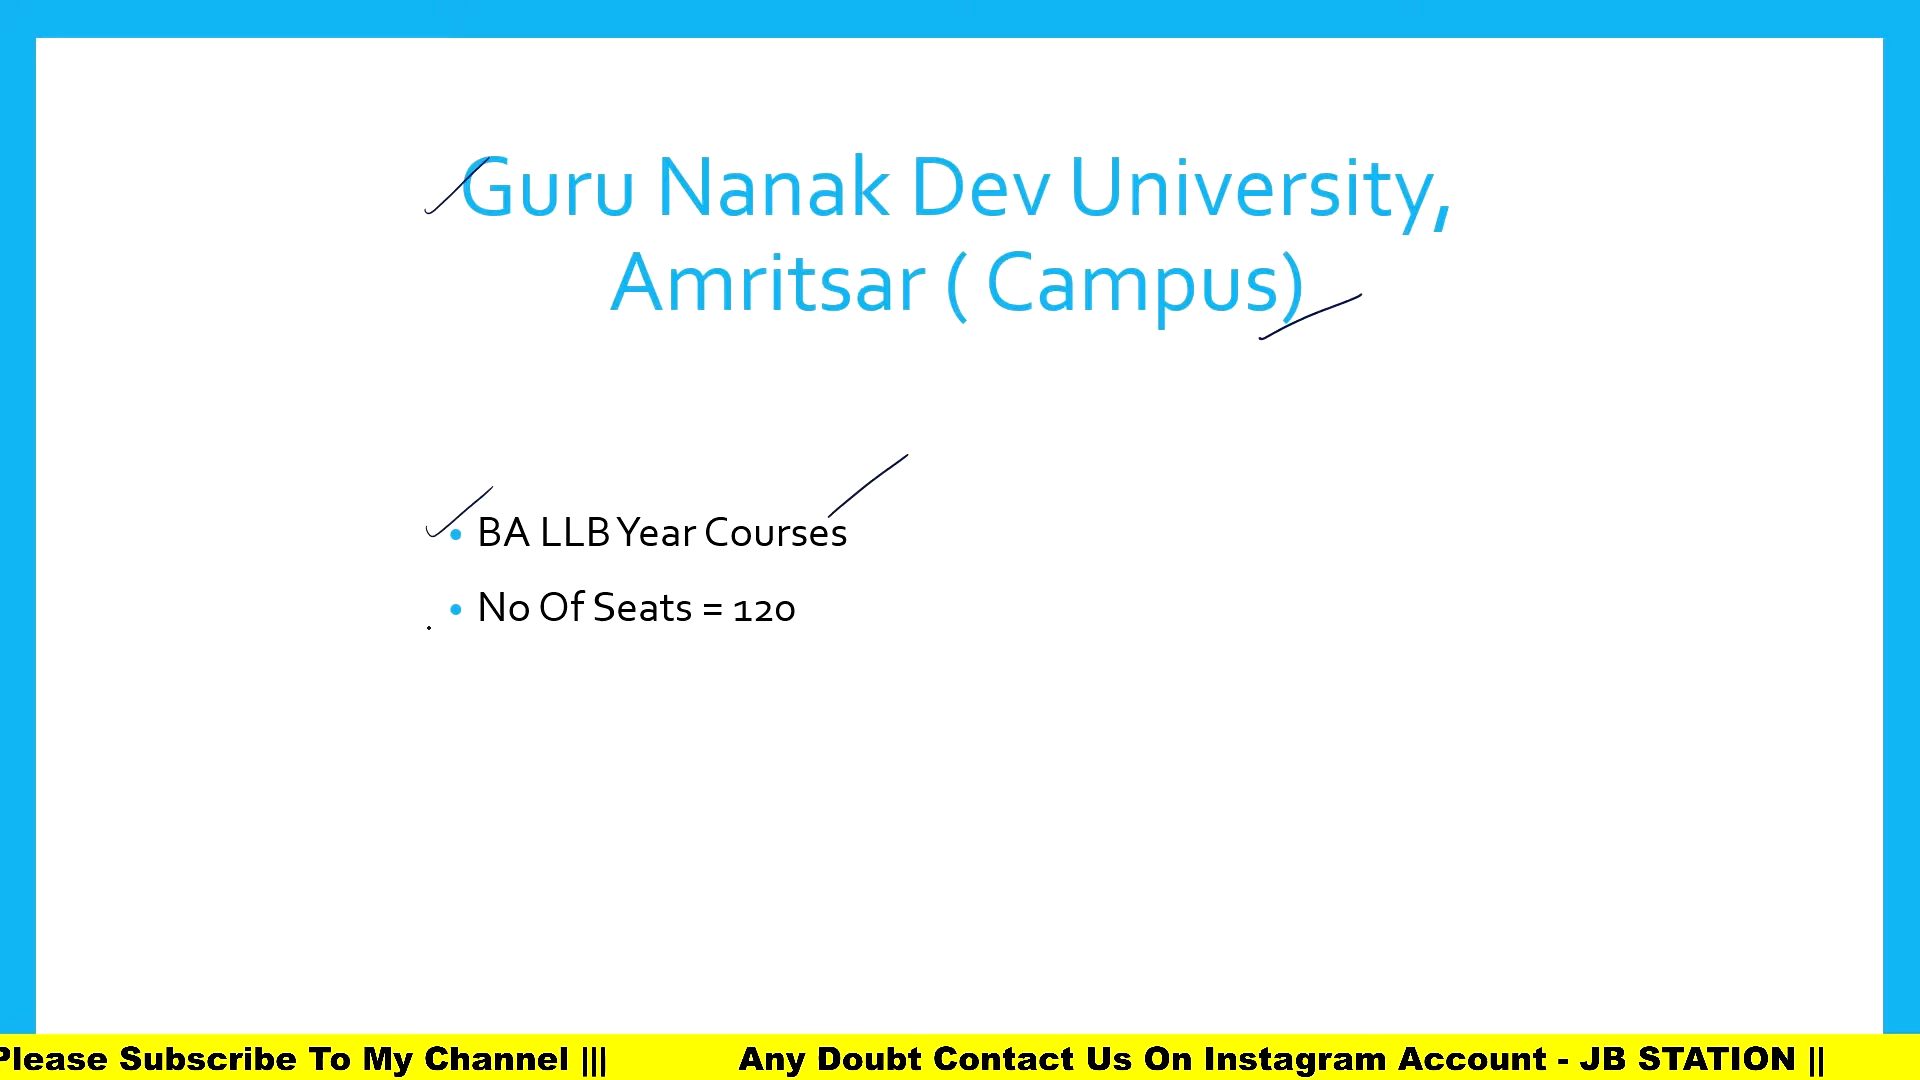 Guru Nanak Dev University,
Amritsar ( Campus)
• BA LLB Year Courses
• No Of Seats = 120
Please Subscribe To My Channel ||| Any Doubt Contact Us On Instagram Account - JB STATION ||